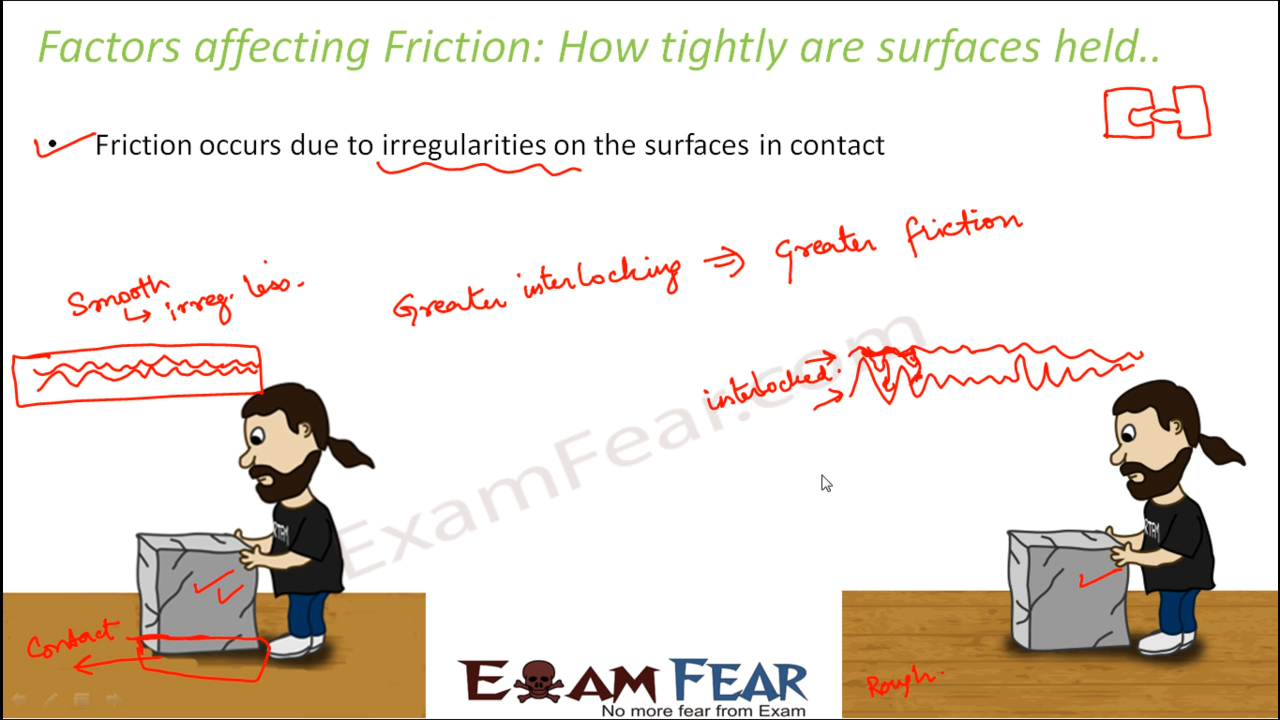 Factors affecting Friction: How tightly are surfaces held..
• Friction occurs due to irregularities on the surfaces in contact
Greater interlocking ⇒ Greater friction
Smooth
↳ irreg. less.
interlocked.
ExamFear.com
Contact
Rough.
EXAM FEAR
No more fear from Exam